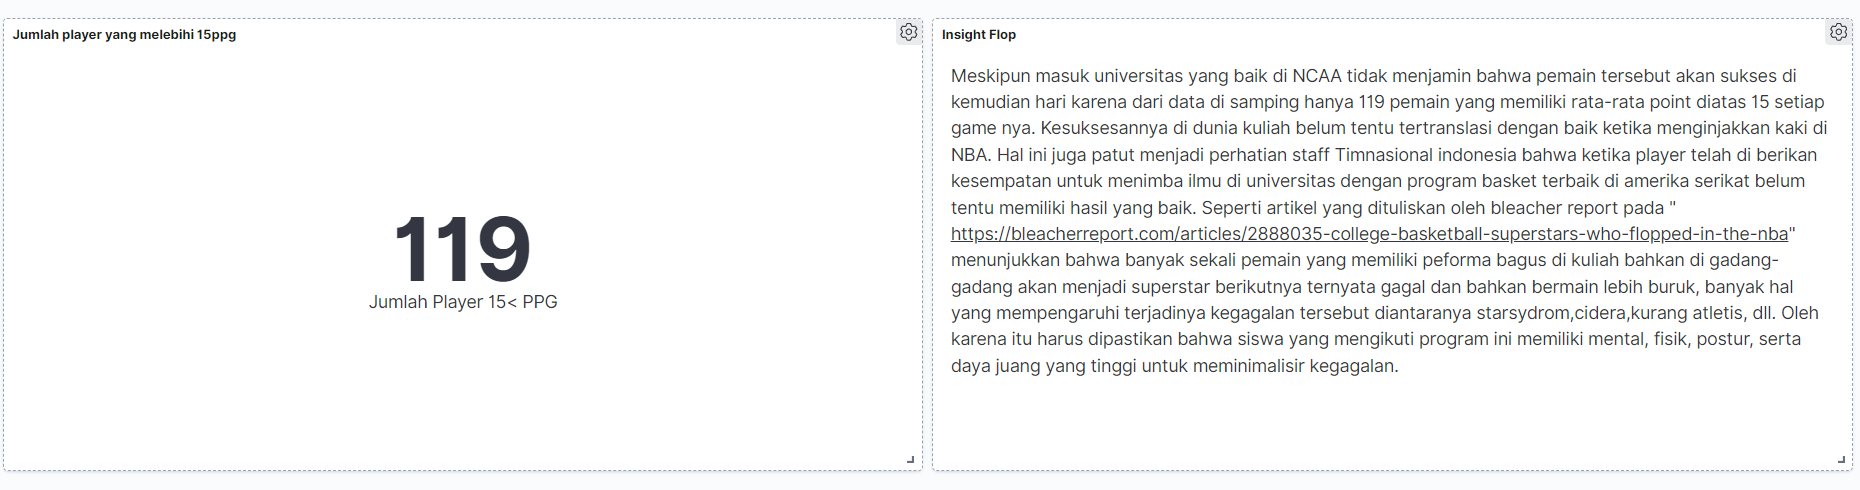 Jumlah player yang melebihi 15ppg
119
Jumlah Player 15< PPG
Insight Flop
Meskipun masuk universitas yang baik di NCAA tidak menjamin bahwa pemain tersebut akan sukses di
kemudian hari karena dari data di samping hanya 119 pemain yang memiliki rata-rata point diatas 15 setiap
game nya. Kesuksesannya di dunia kuliah belum tentu tertranslasi dengan baik ketika menginjakkan kaki di
NBA. Hal ini juga patut menjadi perhatian staff Timnasional indonesia bahwa ketika player telah di berikan
kesempatan untuk menimba ilmu di universitas dengan program basket terbaik di amerika serikat belum
tentu memiliki hasil yang baik. Seperti artikel yang dituliskan oleh bleacher report pada "
https://bleacherreport.com/articles/2888035-college-basketball-superstars-who-flopped-in-the-nba"
menunjukkan bahwa banyak sekali pemain yang memiliki peforma bagus di kuliah bahkan di gadang-
gadang akan menjadi superstar berikutnya ternyata gagal dan bahkan bermain lebih buruk, banyak hal
yang mempengaruhi terjadinya kegagalan tersebut diantaranya starsydrom,cidera,kurang atletis, dll. Oleh
karena itu harus dipastikan bahwa siswa yang mengikuti program ini memiliki mental, fisik, postur, serta
daya juang yang tinggi untuk meminimalisir kegagalan.